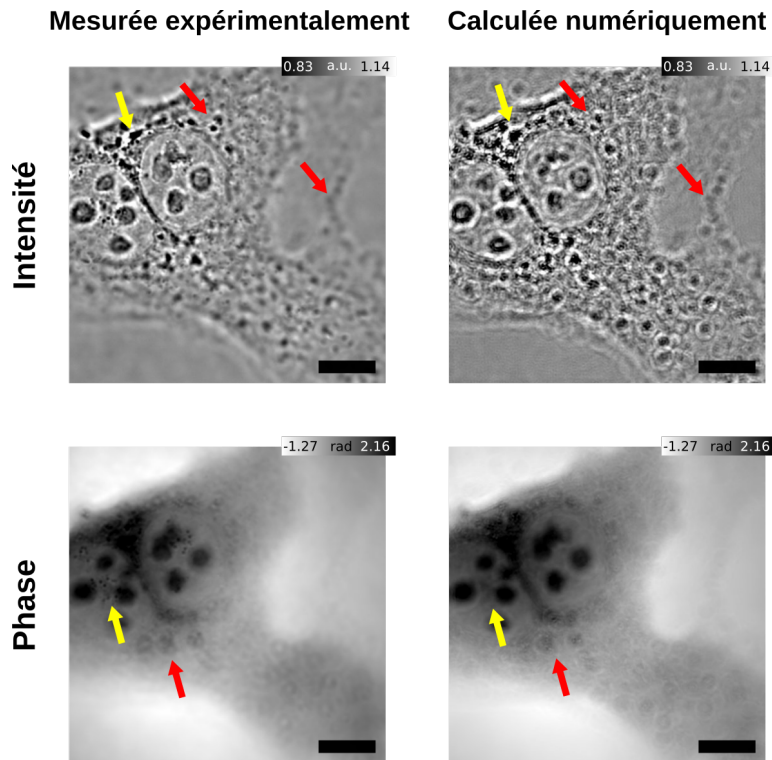 Mesurée expérimentalement Calculée numériquement
Intensité
0.83 a.u. 1.14 0.83 a.u. 1.14
Phase
-1.27 rad 2.16 -1.27 rad 2.16